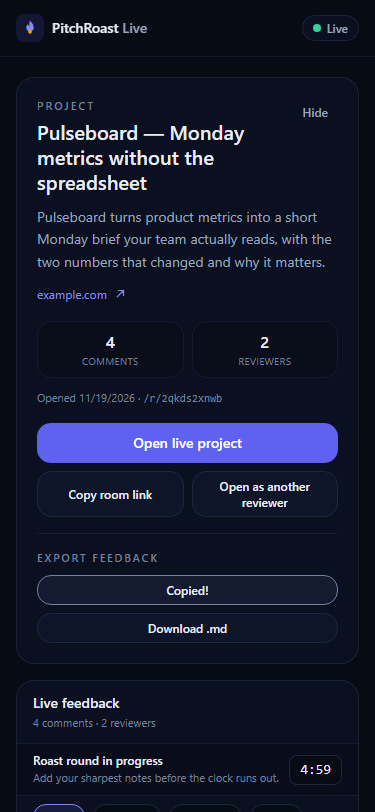 PitchRoast Live
Live
PROJECT
Hide
Pulseboard — Monday
metrics without the
spreadsheet
Pulseboard turns product metrics into a short
Monday brief your team actually reads, with the
two numbers that changed and why it matters.
example.com ↗
4
COMMENTS
2
REVIEWERS
Opened 11/19/2026 · /r/2qkds2xnwb
Open live project
Copy room link
Open as another
reviewer
EXPORT FEEDBACK
Copied!
Download .md
Live feedback
4 comments · 2 reviewers
Roast round in progress
Add your sharpest notes before the clock runs out.
4:59